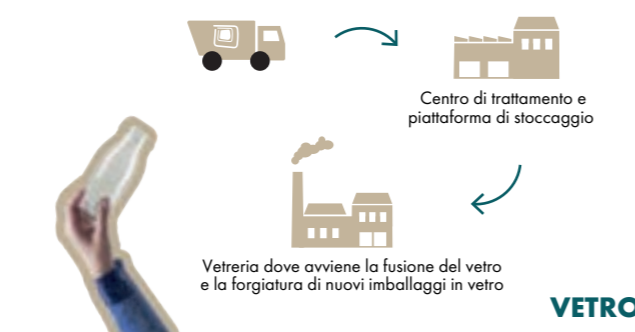 Centro di trattamento e
piattaforma di stoccaggio
Vetreria dove avviene la fusione del vetro
e la forgiatura di nuovi imballaggi in vetro
VETRO